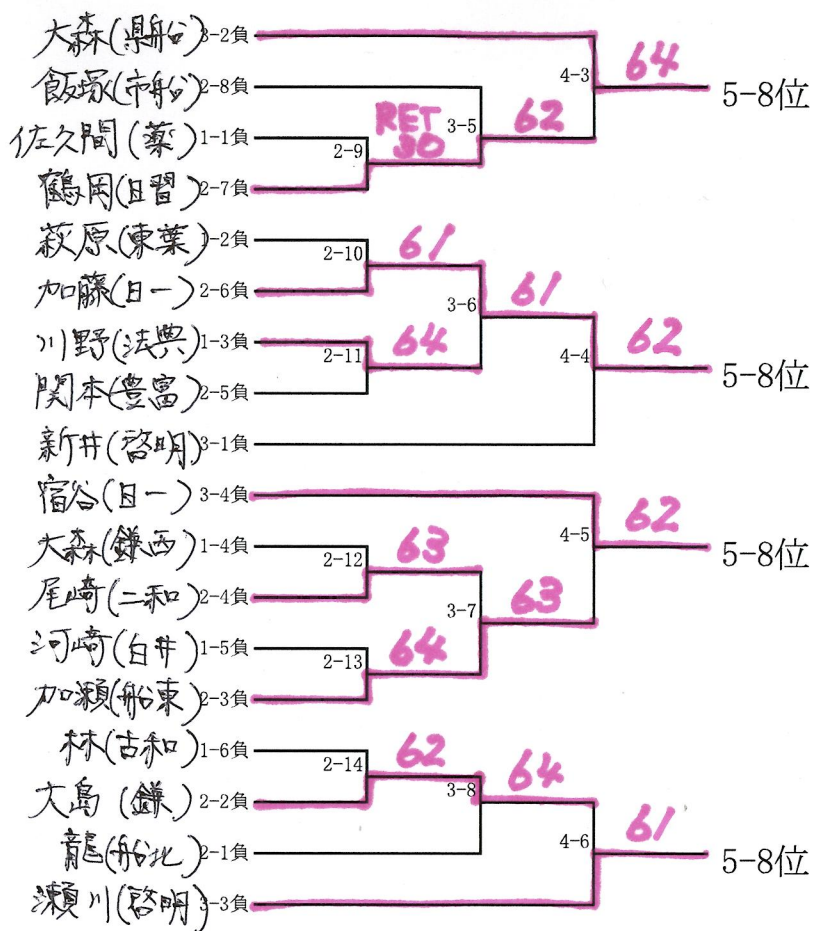 大森(県船) 3-2負
4-3 64
飯塚(市船) 2-8負
5-8位
佐久間(薬) 1-1負
2-9 RET 30 3-5 62
鶴岡(日習) 2-7負
萩原(東葉) 1-2負
2-10 61
加藤(日一) 2-6負
3-6 61
川野(法典) 1-3負
2-11 64 4-4 62
5-8位
関本(豊富) 2-5負
新井(啓明) 3-1負
宿谷(日一) 3-4負
4-5 62
大森(鎌西) 1-4負
5-8位
2-12 63
尾崎(二和) 2-4負
3-7 63
河崎(白井) 1-5負
2-13 64
加瀬(船東) 2-3負
林(古和) 1-6負
2-14 62 3-8 64
大島(鎌) 2-2負
4-6 61
龍(船北) 2-1負
5-8位
瀬川(啓明) 3-3負